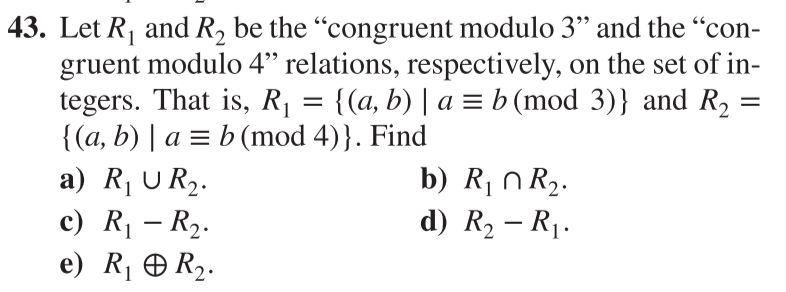 43. Let R₁ and R₂ be the “congruent modulo 3” and the “con-
gruent modulo 4” relations, respectively, on the set of in-
tegers. That is, R₁ = {(a, b) | a ≡ b (mod 3)} and R₂ =
{(a, b) | a ≡ b (mod 4)}. Find
a) R₁ ∪ R₂. b) R₁ ∩ R₂.
c) R₁ − R₂. d) R₂ − R₁.
e) R₁ ⊕ R₂.